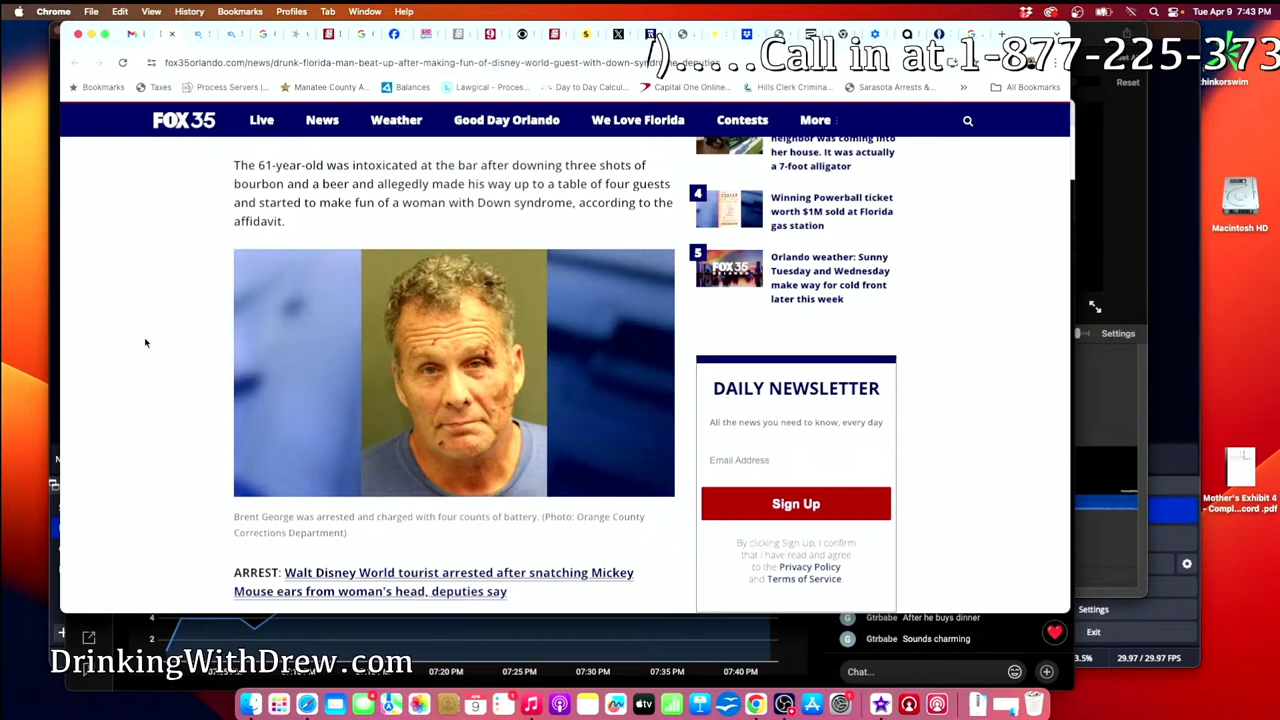 Chrome File Edit View History Bookmarks Profiles Tab Window Help
Tue Apr 9 7:43 PM
/).....Call in at 1-877-225-373
fox35orlando.com/news/drunk-florida-man-beat-up-after-making-fun-of-disney-world-guest-with-down-syndrome-deputies
thinkorswim
Reset
Bookmarks Taxes Process Servers |... Manatee County A... Balances Lawgical - Process... Day to Day Calcul... Capital One Online... Hills Clerk Crimina... Sarasota Arrests &... All Bookmarks
FOX 35 Live News Weather Good Day Orlando We Love Florida Contests More
The 61-year-old was intoxicated at the bar after downing three shots of
bourbon and a beer and allegedly made his way up to a table of four guests
and started to make fun of a woman with Down syndrome, according to the
affidavit.
neighbor was coming into
her house. It was actually
a 7-foot alligator
4
Winning Powerball ticket
worth $1M sold at Florida
gas station
5
FOX 35
Orlando weather: Sunny
Tuesday and Wednesday
make way for cold front
later this week
Macintosh HD
Settings
DAILY NEWSLETTER
All the news you need to know, every day
Email Address
Sign Up
By clicking Sign Up, I confirm
that I have read and agree
to the Privacy Policy
and Terms of Service
Brent George was arrested and charged with four counts of battery. (Photo: Orange County
Corrections Department)
ARREST: Walt Disney World tourist arrested after snatching Mickey
Mouse ears from woman's head, deputies say
Mother's Exhibit 4
- Compl...cord .pdf
Settings
Exit
3.5% 29.97 / 29.97 FPS
4
2
07:20 PM 07:25 PM 07:30 PM 07:35 PM 07:40 PM
Gtrbabe After he buys dinner
Gtrbabe Sounds charming
Chat...
DrinkingWithDrew.com